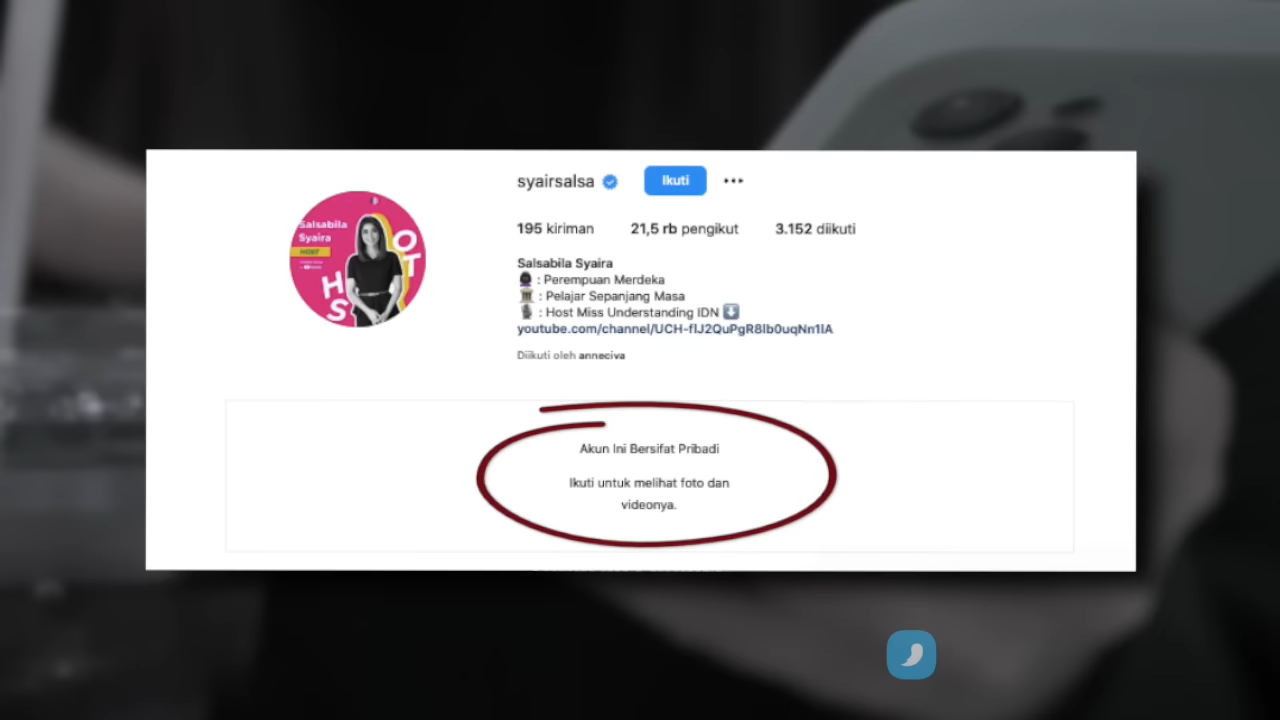 syairsalsa
Ikuti
195 kiriman 21,5 rb pengikut 3.152 diikuti
Salsabila
Syaira
HOST
HOST
Salsabila Syaira
: Perempuan Merdeka
: Pelajar Sepanjang Masa
: Host Miss Understanding IDN
youtube.com/channel/
Diikuti oleh anneciva
Akun Ini Bersifat Pribadi
Ikuti untuk melihat foto dan
videonya.